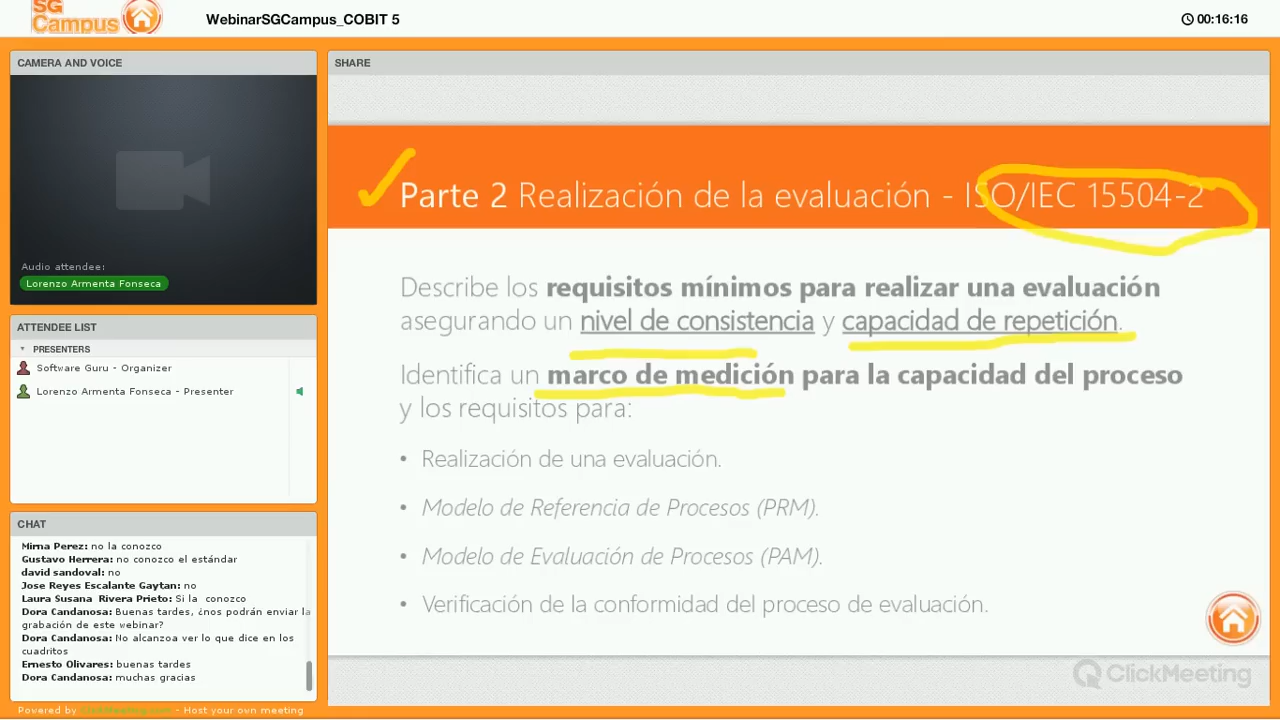 SG
Campus
WebinarSGCampus_COBIT 5
00:16:16
CAMERA AND VOICE
SHARE
Audio attendee:
Lorenzo Armenta Fonseca
ATTENDEE LIST
PRESENTERS
Software Guru - Organizer
Lorenzo Armenta Fonseca - Presenter
CHAT
Mirna Perez: no la conozco
Gustavo Herrera: no conozco el estándar
david sandoval: no
Jose Reyes Escalante Gaytan: no
Laura Susana Rivera Prieto: Si la conozco
Dora Candanosa: Buenas tardes, ¿nos podrán enviar la
grabación de este webinar?
Dora Candanosa: No alcanzoa ver lo que dice en los
cuadritos
Ernesto Olivares: buenas tardes
Dora Candanosa: muchas gracias
Powered by ClickMeeting.com - Host your own meeting
Parte 2 Realización de la evaluación - ISO/IEC 15504-2
Describe los requisitos mínimos para realizar una evaluación
asegurando un nivel de consistencia y capacidad de repetición.
Identifica un marco de medición para la capacidad del proceso
y los requisitos para:
• Realización de una evaluación.
• Modelo de Referencia de Procesos (PRM).
• Modelo de Evaluación de Procesos (PAM).
• Verificación de la conformidad del proceso de evaluación.
ClickMeeting